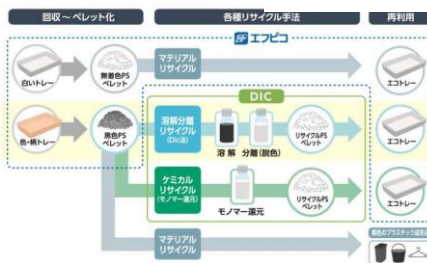 回収～ペレット化
各種リサイクル手法
再利用
エフピコ
白いトレー
無着色PS
ペレット
マテリアル
リサイクル
エコトレー
DIC
色・柄トレー
黒色PS
ペレット
溶解分離
リサイクル
(Dic法)
溶解
分離(脱色)
リサイクルPS
ペレット
エコトレー
ケミカル
リサイクル
(モノマー還元)
モノマー還元
リサイクルPS
ペレット
エコトレー
マテリアル
リサイクル